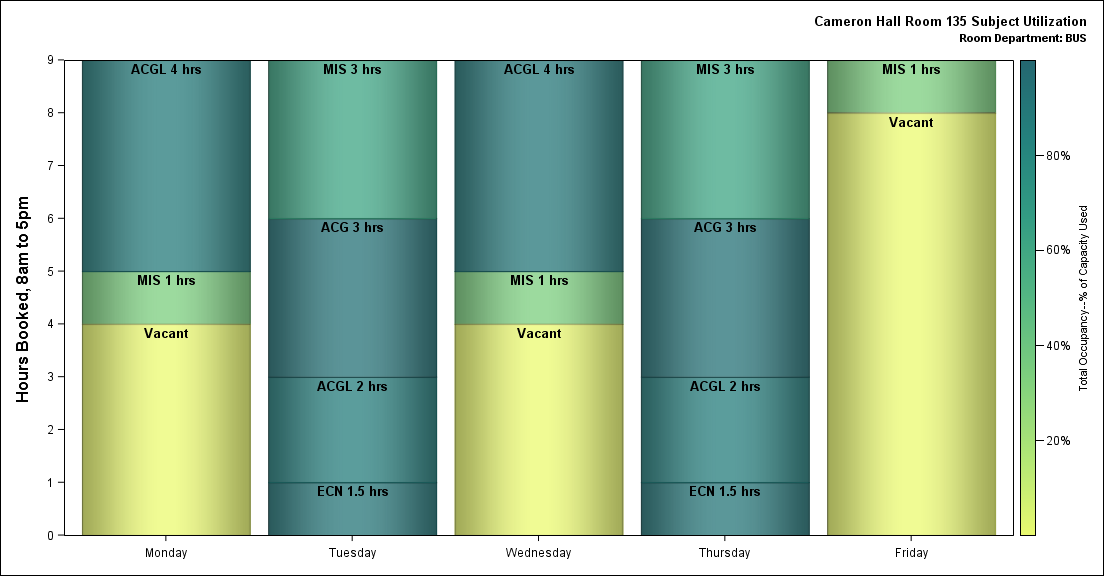 Cameron Hall Room 135 Subject Utilization
Room Department: BUS
Hours Booked, 8am to 5pm
9
8
7
6
5
4
3
2
1
0
ACGL 4 hrs
MIS 1 hrs
Vacant
MIS 3 hrs
ACG 3 hrs
ACGL 2 hrs
ECN 1.5 hrs
ACGL 4 hrs
MIS 1 hrs
Vacant
MIS 3 hrs
ACG 3 hrs
ACGL 2 hrs
ECN 1.5 hrs
MIS 1 hrs
Vacant
Monday
Tuesday
Wednesday
Thursday
Friday
80%
60%
40%
20%
Total Occupancy--% of Capacity Used